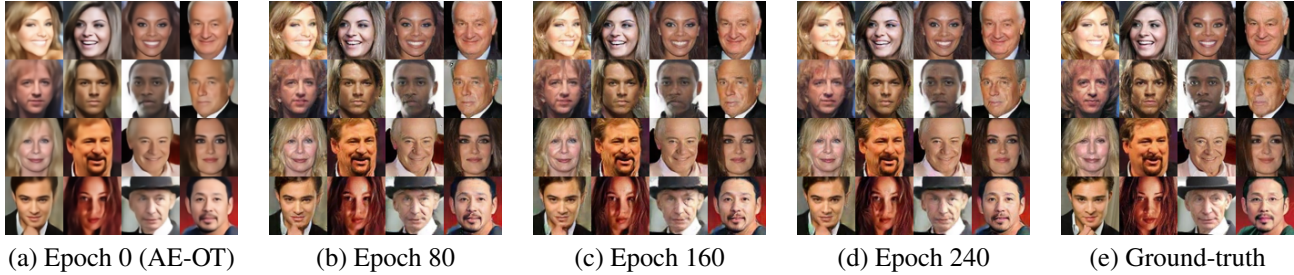 (a) Epoch 0 (AE-OT)
(b) Epoch 80
(c) Epoch 160
(d) Epoch 240
(e) Ground-truth